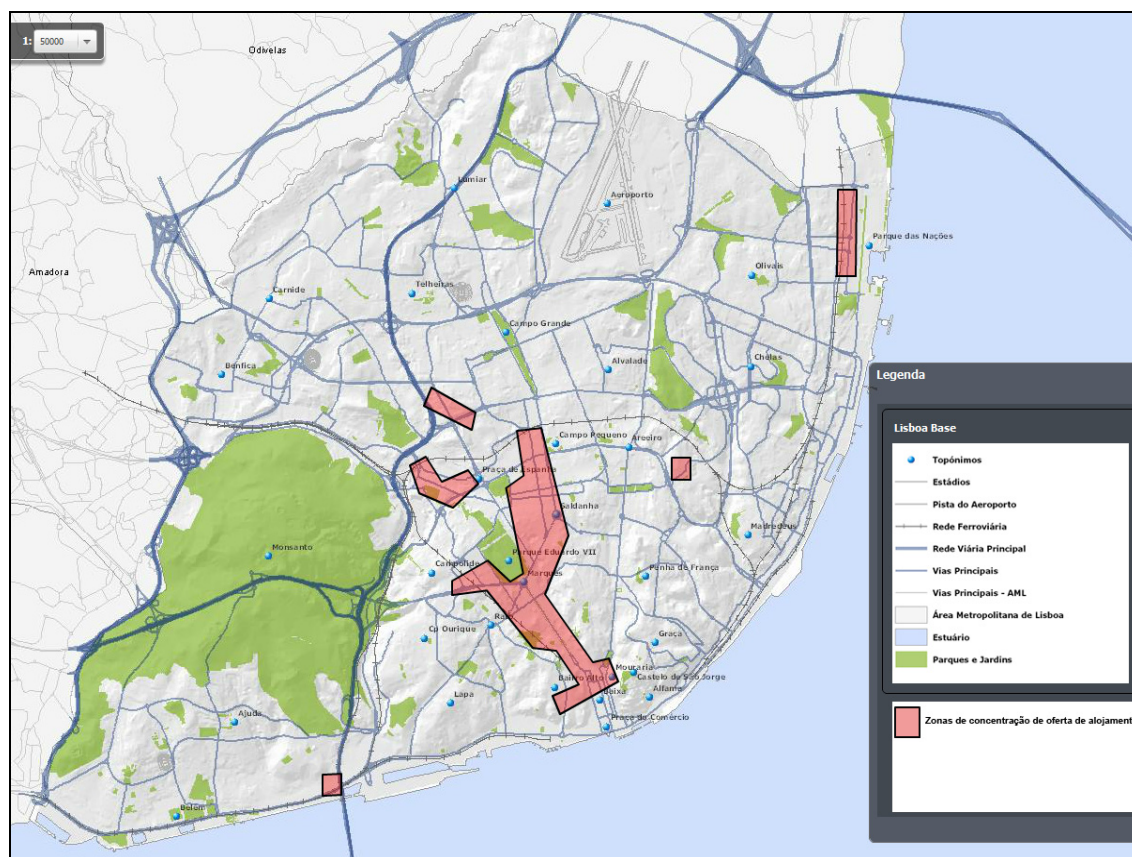 1: 50000
Odivelas
Lumiar
Aeroporto
Parque das Nações
Amadora
Olivais
Carnide
Telheiras
Campo Grande
Benfica
Alvalade
Chelas
Campo Pequeno
Areeiro
Praça de Espanha
Saldanha
Madredeus
Monsanto
Parque Eduardo VII
Campolide
Marquês
Penha de França
Cp Ourique
Rato
Graça
Mouraria
Castelo de São Jorge
Bairro Alto
Alfama
Baixa
Lapa
Ajuda
Praça do Comércio
Belém
Legenda
Lisboa Base
Topónimos
Estádios
Pista do Aeroporto
Rede Ferroviária
Rede Viária Principal
Vias Principais
Vias Principais - AML
Área Metropolitana de Lisboa
Estuário
Parques e Jardins
Zonas de concentração de oferta de alojament